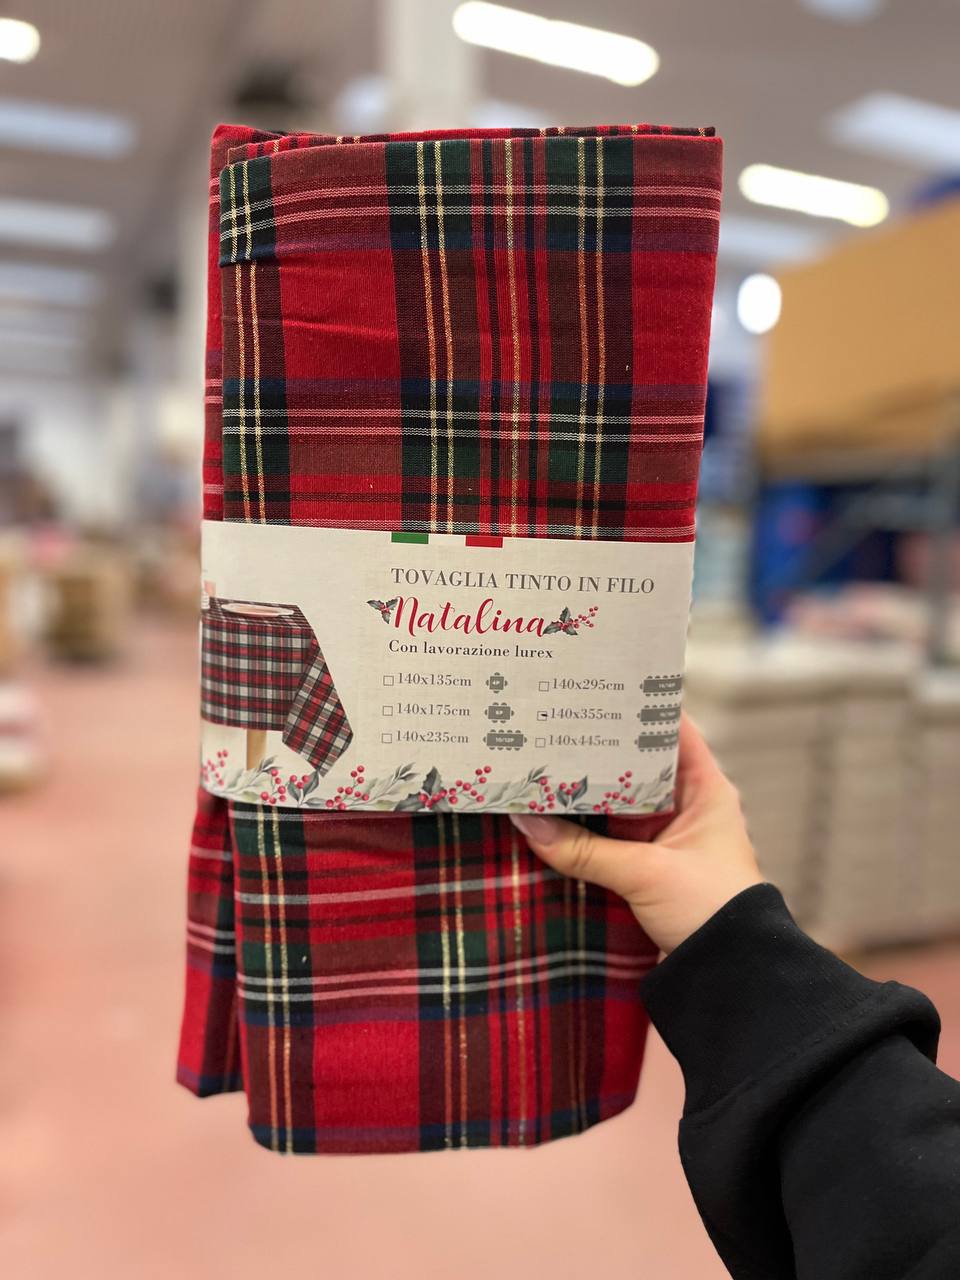 TOVAGLIA TINTO IN FILO
Natalina
Con lavorazione lurex
140x135cm
140x295cm
140x175cm
140x355cm
140x235cm
140x445cm